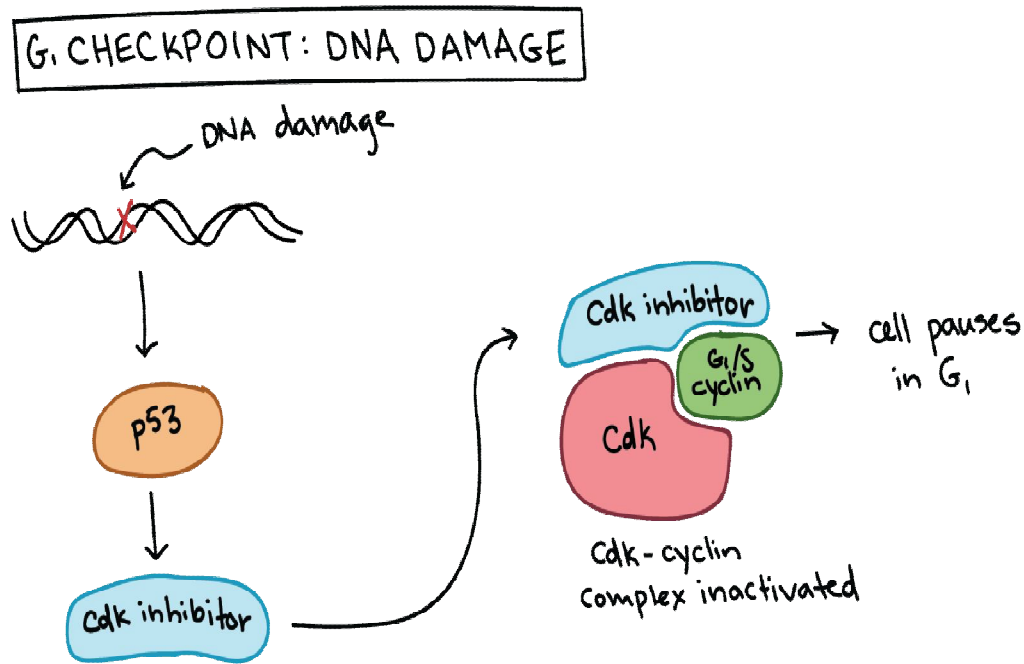 G₁ CHECKPOINT: DNA DAMAGE
DNA damage
p53
Cdk inhibitor
Cdk inhibitor
G₁/S
cyclin
Cdk
Cdk-cyclin
complex inactivated
cell pauses
in G₁